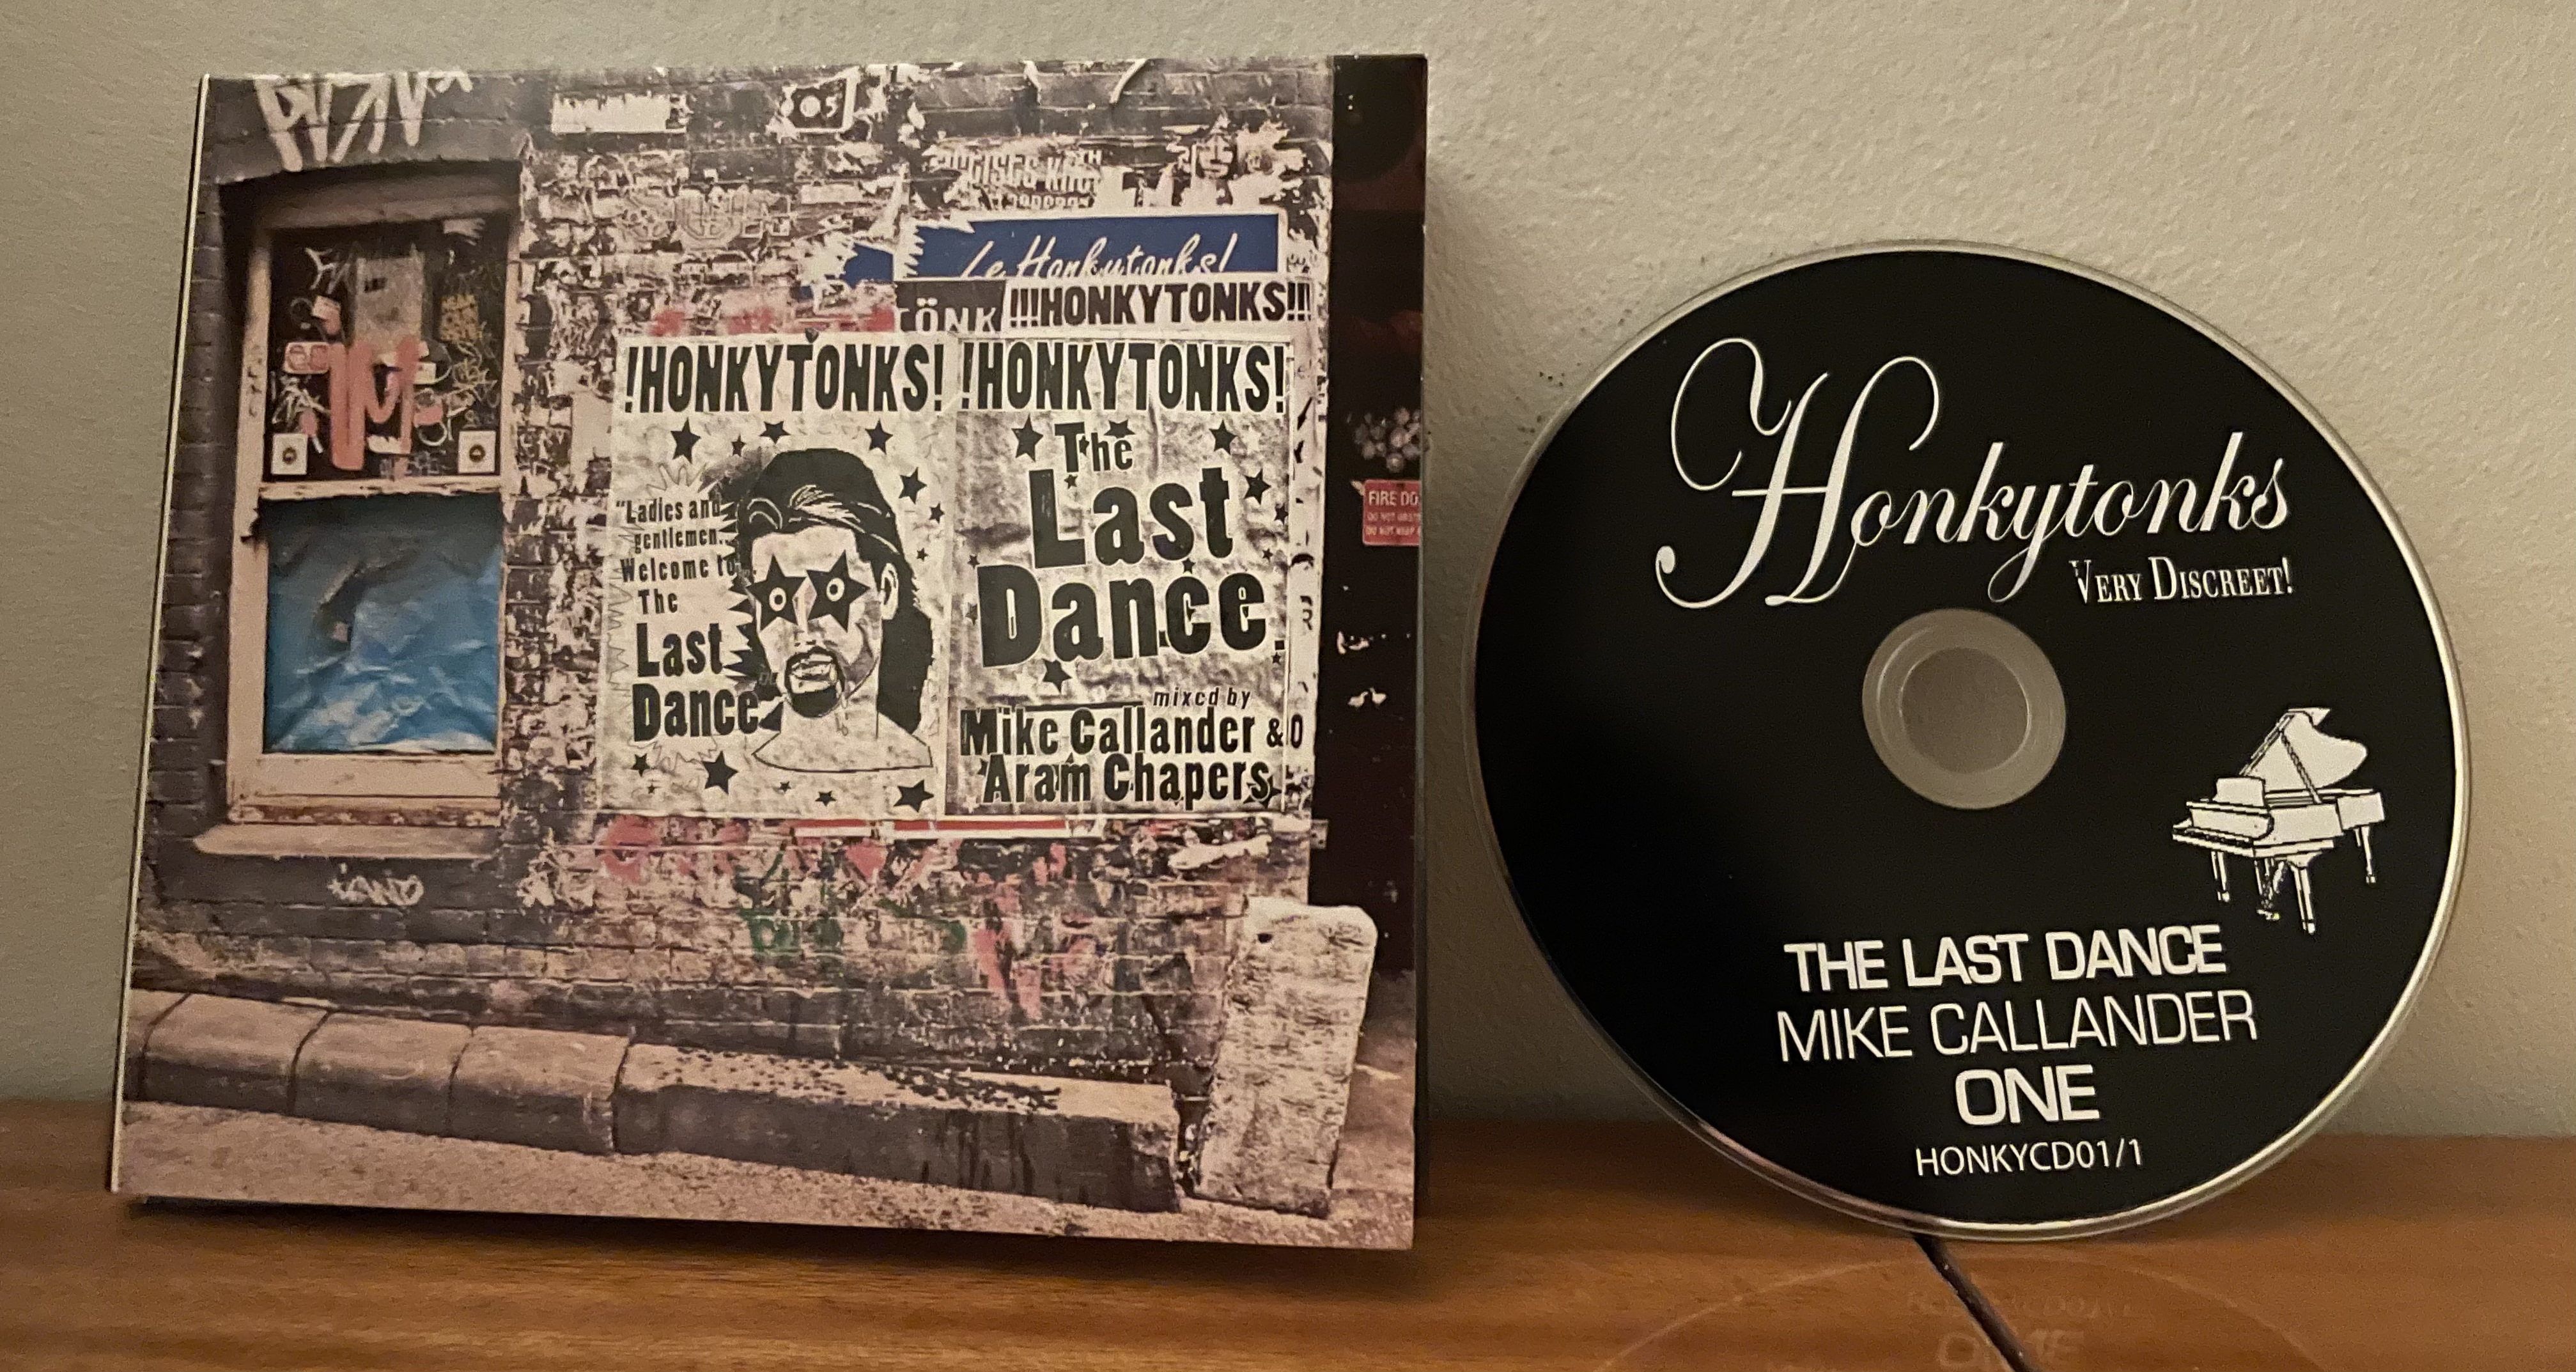 Le Honkytonks!
TÖNK
!!!HONKYTONKS!!!
!HONKYTONKS!
"Ladies and
gentlemen..
Welcome to
The
Last
Dance
!HONKYTONKS!
The
Last
Dance.
mixed by
Mike Callander &
Aram Chapers
FIRE DO
Honkytonks
VERY DISCREET!
THE LAST DANCE
MIKE CALLANDER
ONE
HONKYCD01/1